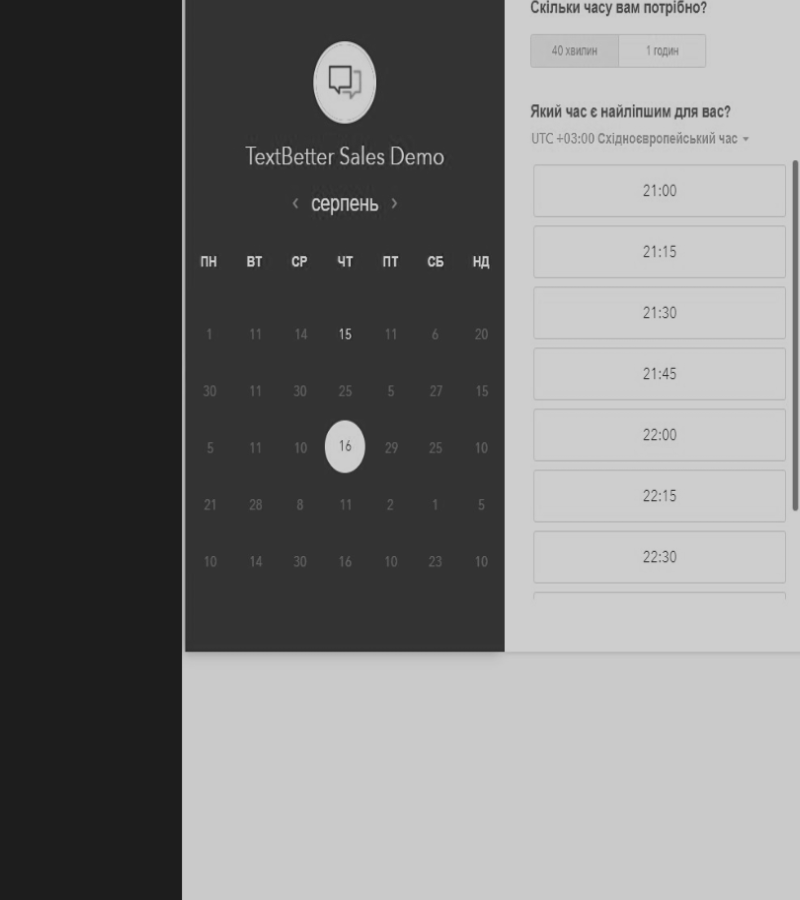 TextBetter Sales Demo
‹ серпень ›
ПН ВТ СР ЧТ ПТ СБ НД
1 11 14 15 11 6 20
30 11 30 25 5 27 15
5 11 10 16 29 25 10
21 28 8 11 2 1 5
10 14 30 16 10 23 10
Скільки часу вам потрібно?
40 хвилин 1 годин
Який час є найліпшим для вас?
UTC +03:00 Східноєвропейський час
21:00
21:15
21:30
21:45
22:00
22:15
22:30